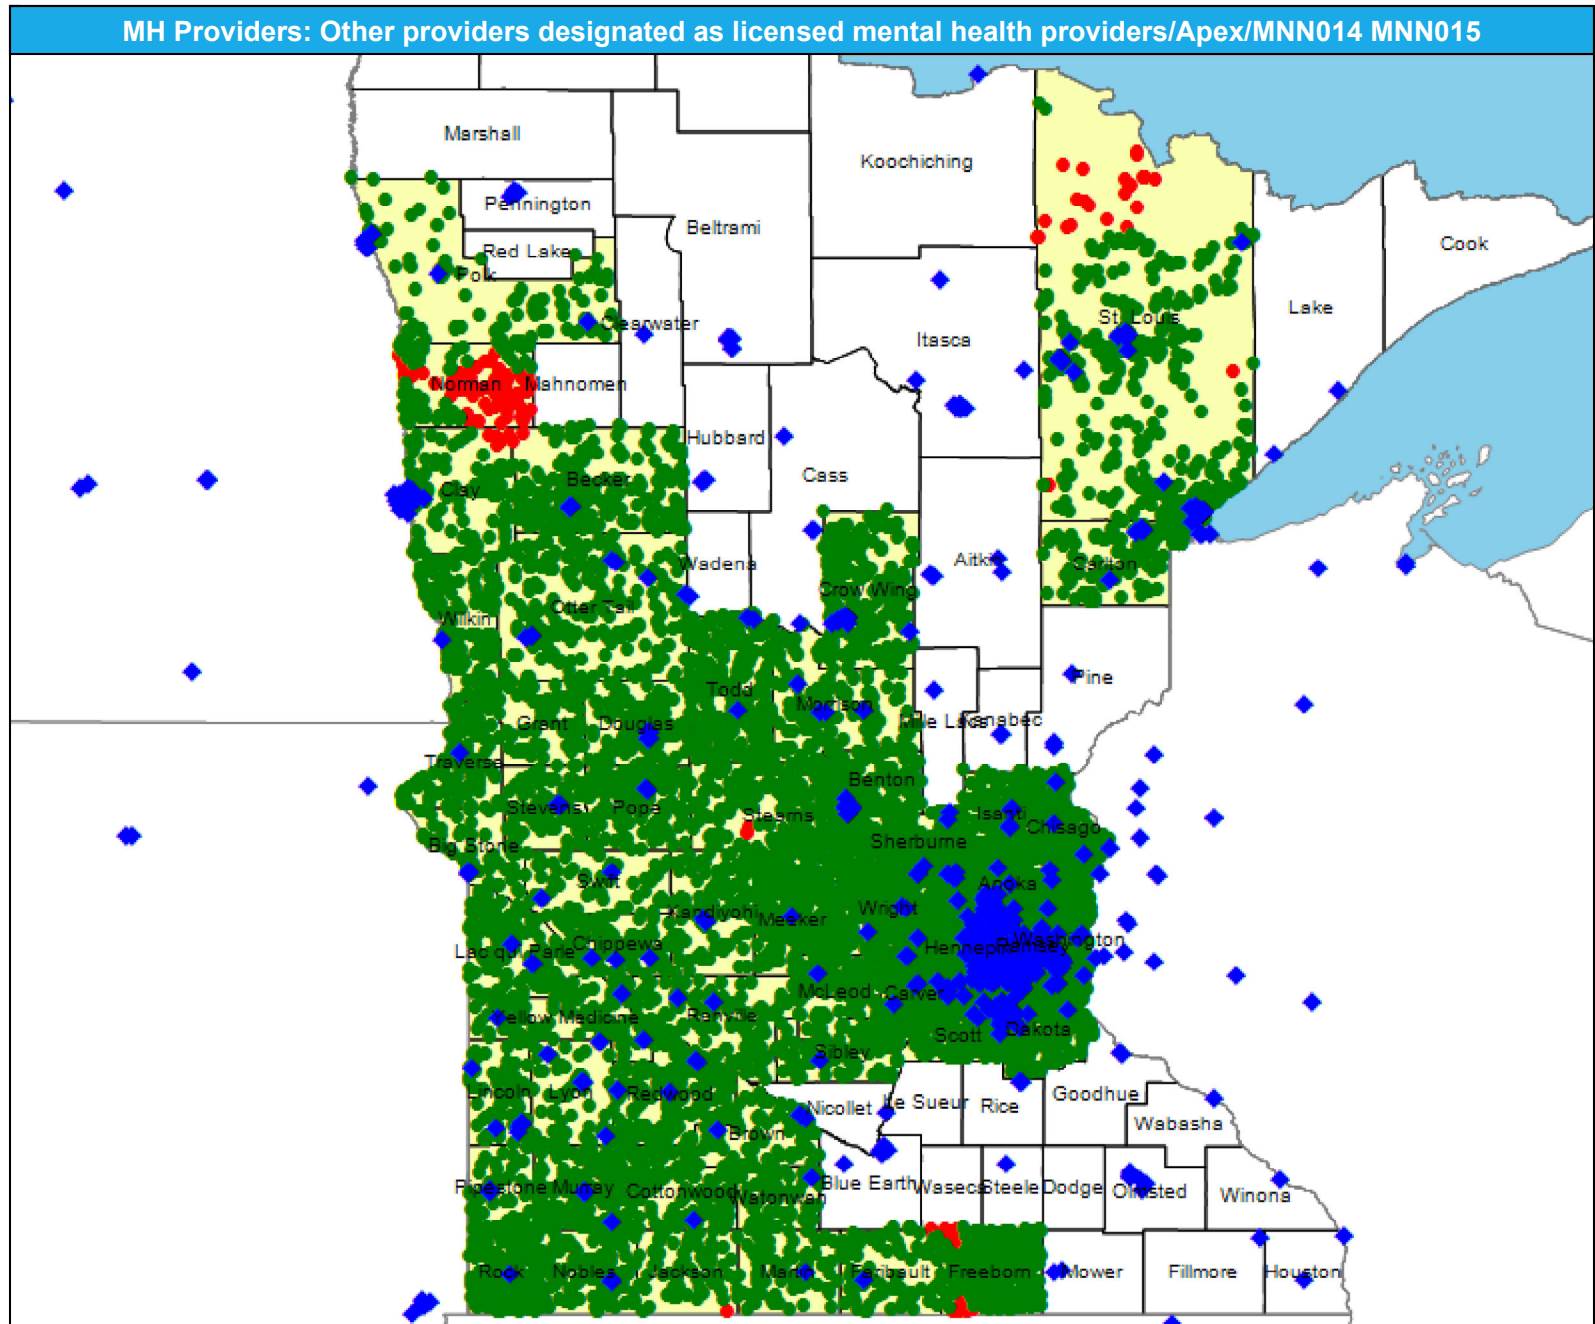 MH Providers: Other providers designated as licensed mental health providers/Apex/MNN014 MNN015
Marshall
Koochiching
Pennington
Beltrami
Red Lake
Cook
Polk
Lake
Clearwater
St. Louis
Itasca
Norman
Mahnomen
Hubbard
Cass
Becker
Clay
Wadena
Aitkin
Carlton
Crow Wing
Otter Tail
Wilkin
Pine
Todd
Morrison
Mille Lacs
Kanabec
Grant
Douglas
Traverse
Benton
Stevens
Pope
Stearns
Isanti
Chisago
Sherburne
Big Stone
Swift
Anoka
Kandiyohi
Meeker
Wright
Lac qui Parle
Chippewa
Hennepin
Ramsey
Washington
McLeod
Carver
Yellow Medicine
Renville
Scott
Dakota
Sibley
Lincoln
Lyon
Redwood
Nicollet
Le Sueur
Rice
Goodhue
Wabasha
Brown
Pipestone
Murray
Cottonwood
Watonwan
Blue Earth
Waseca
Steele
Dodge
Olmsted
Winona
Rock
Nobles
Jackson
Martin
Faribault
Freeborn
Mower
Fillmore
Houston